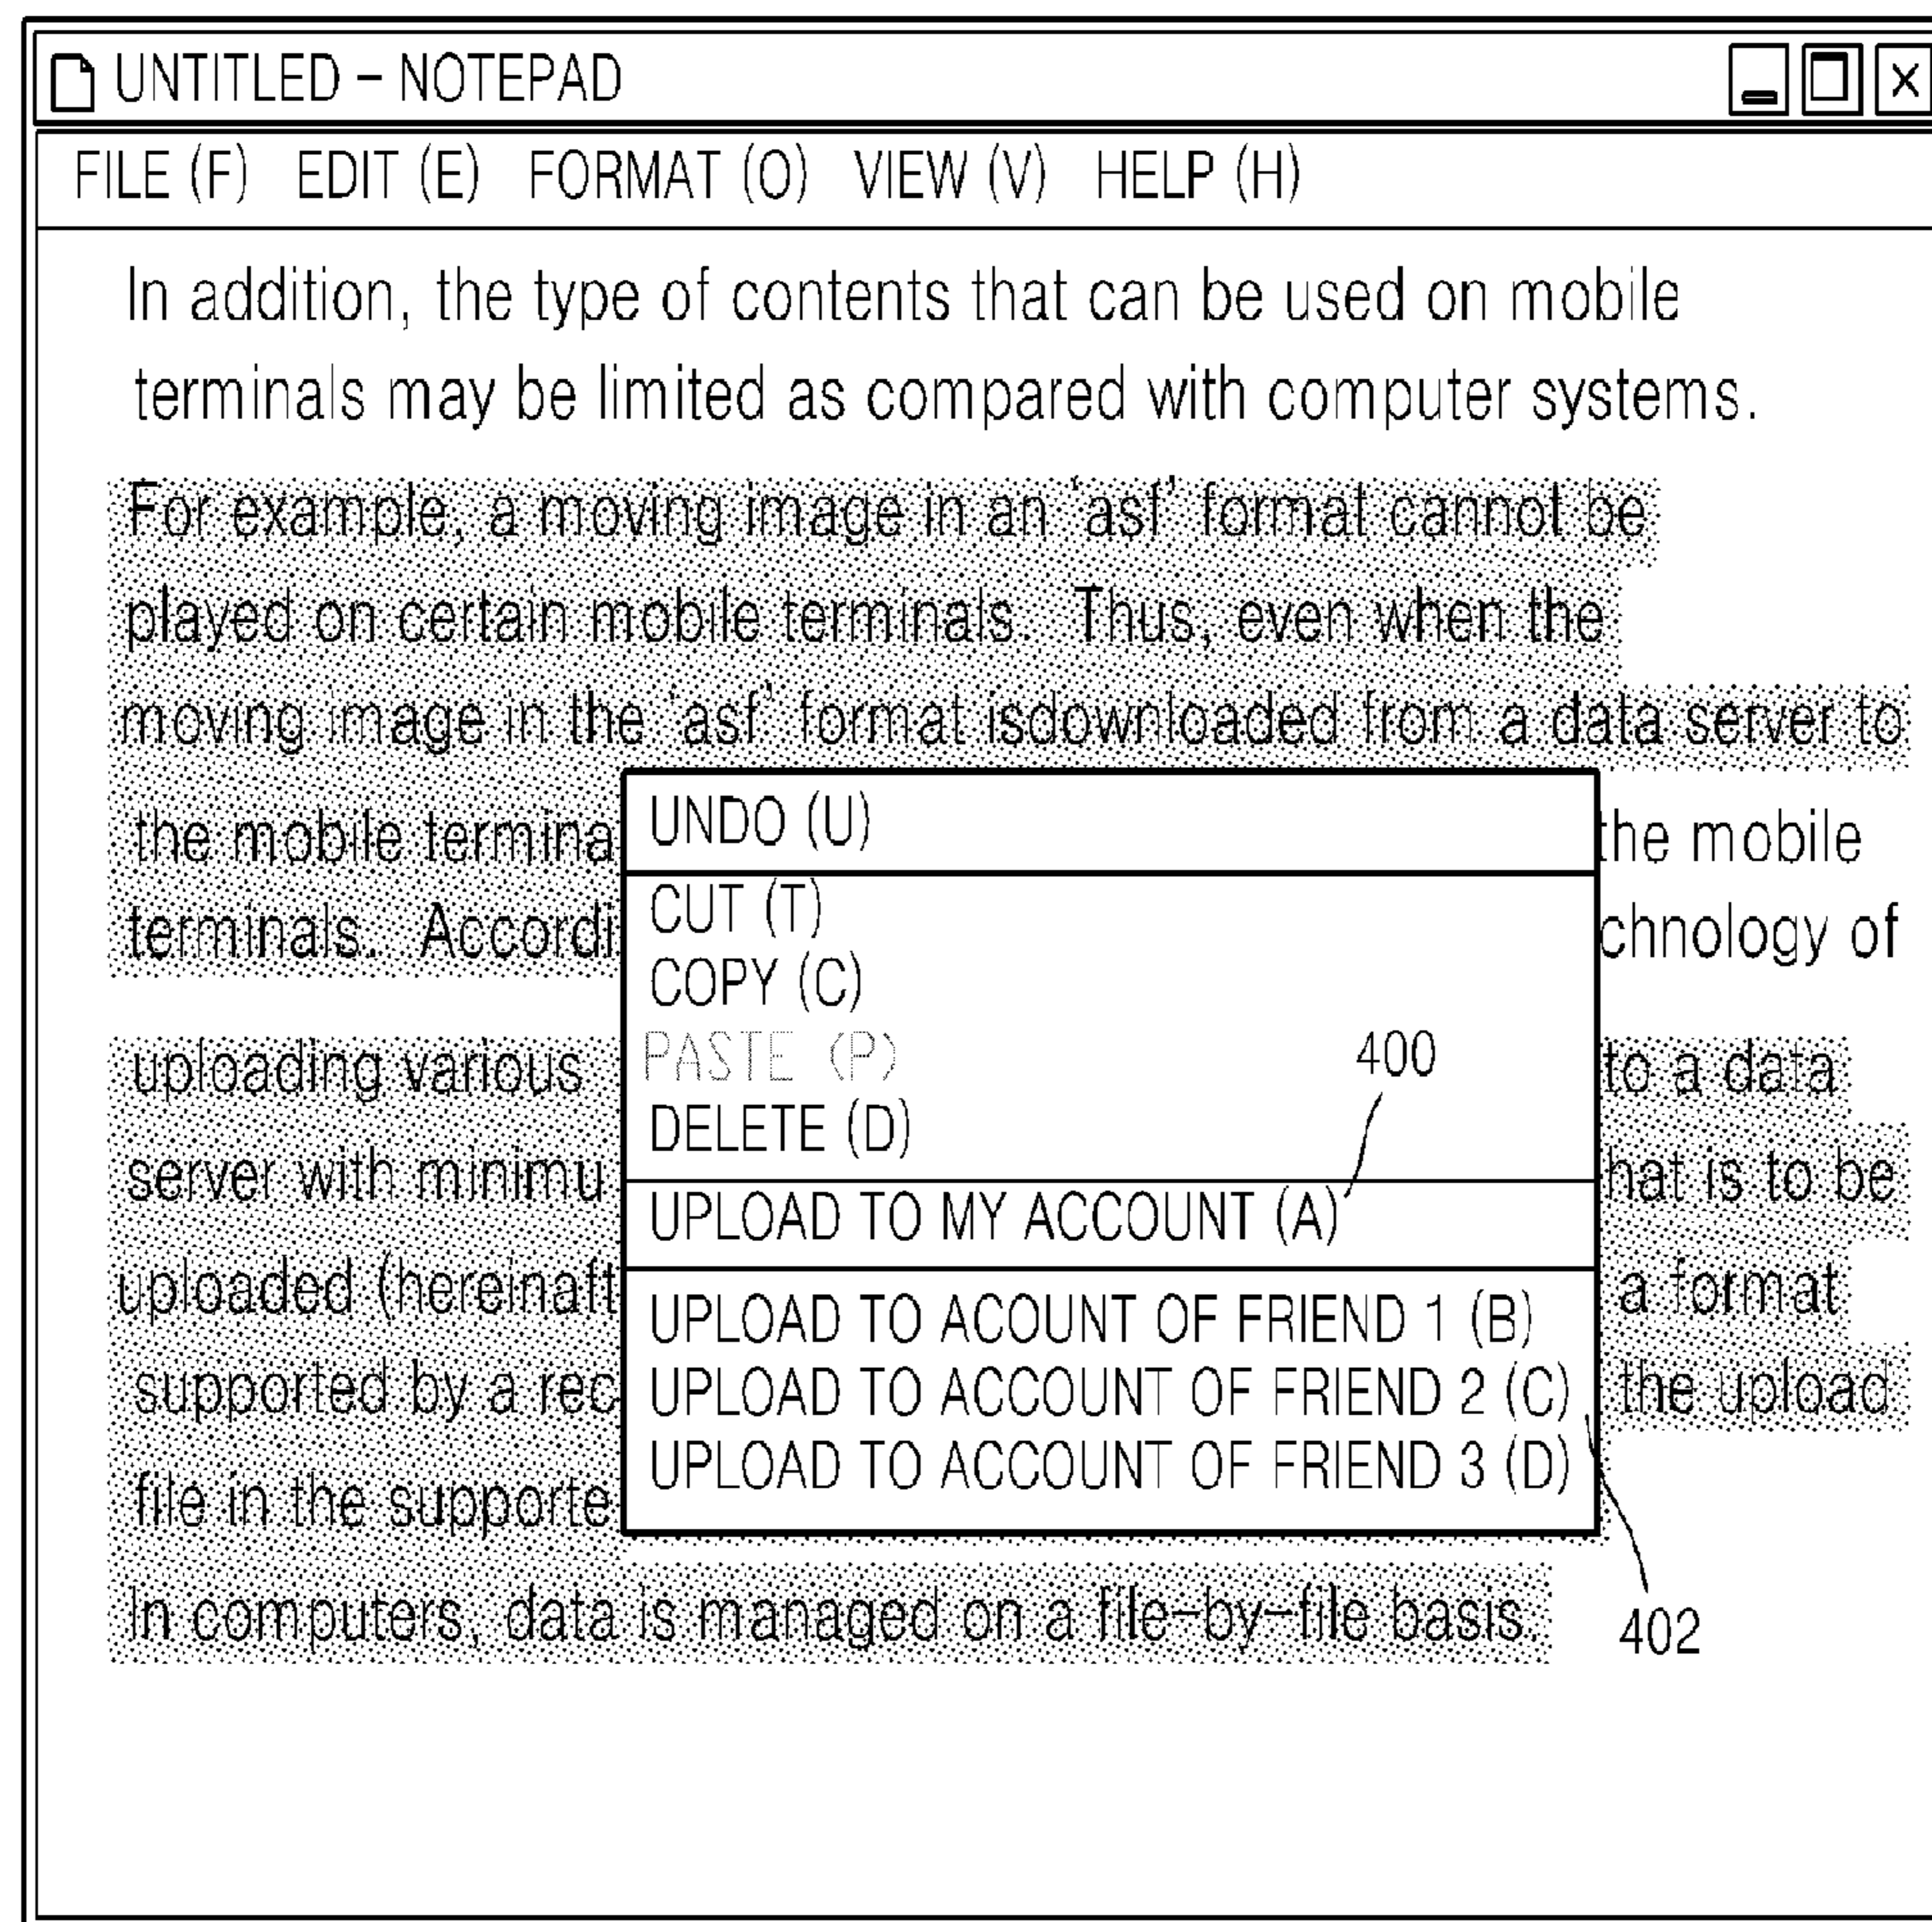 UNTITLED – NOTEPAD
FILE (F) EDIT (E) FORMAT (O) VIEW (V) HELP (H)
In addition, the type of contents that can be used on mobile
terminals may be limited as compared with computer systems.
For example, a moving image in an 'asf' format cannot be
played on certain mobile terminals. Thus, even when the
moving image in the 'asf' format isdownloaded from a data server to
the mobile termina the mobile
terminals. Accordi chnology of
uploading various to a data
server with minimu hat is to be
uploaded (hereinaft a format
supported by a rec the upload
file in the supporte
In computers, data is managed on a file-by-file basis.
UNDO (U)
CUT (T)
COPY (C)
PASTE (P)
DELETE (D)
400
UPLOAD TO MY ACCOUNT (A)
UPLOAD TO ACOUNT OF FRIEND 1 (B)
UPLOAD TO ACCOUNT OF FRIEND 2 (C)
UPLOAD TO ACCOUNT OF FRIEND 3 (D)
402